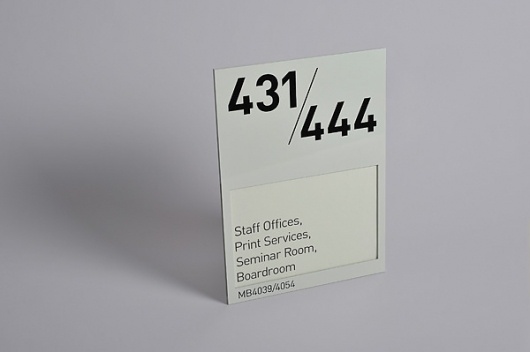 431/
444
Staff Offices,
Print Services,
Seminar Room,
Boardroom
MB4039/4054